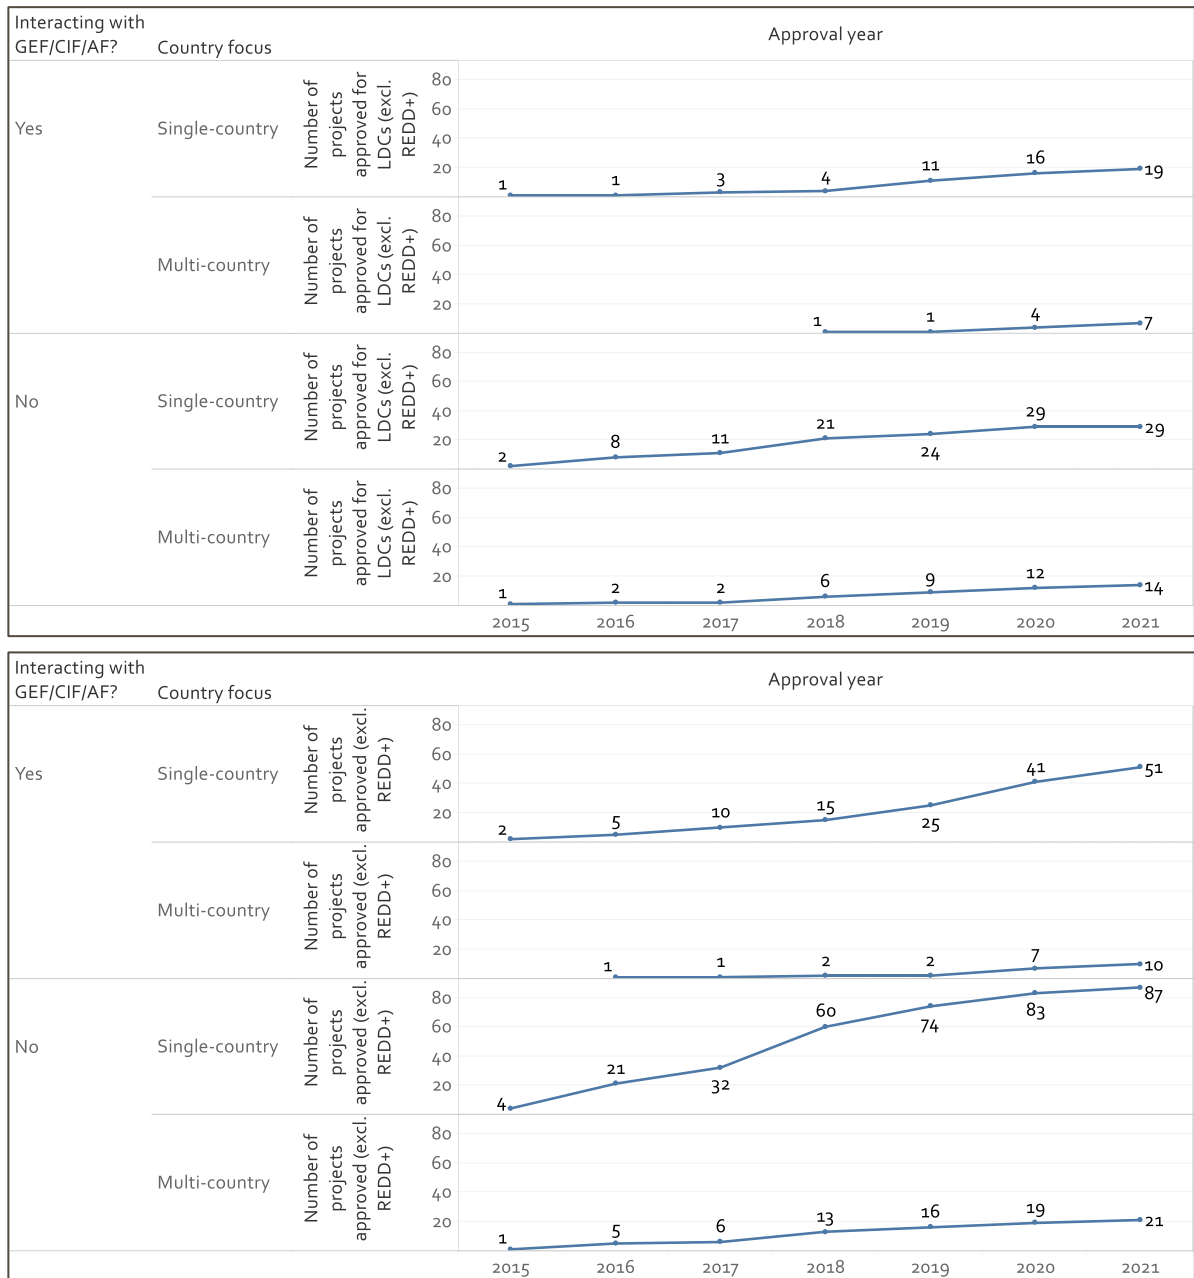 Interacting with
GEF/CIF/AF?
Country focus
Approval year
Yes
Single-country
Number of
projects
approved for
LDCs (excl.
REDD+)
80
60
40
20
1
1
3
4
11
16
19
Multi-country
Number of
projects
approved for
LDCs (excl.
REDD+)
80
60
40
20
1
1
4
7
No
Single-country
Number of
projects
approved for
LDCs (excl.
REDD+)
80
60
40
20
2
8
11
21
24
29
29
Multi-country
Number of
projects
approved for
LDCs (excl.
REDD+)
80
60
40
20
1
2
2
6
9
12
14
2015 2016 2017 2018 2019 2020 2021
Interacting with
GEF/CIF/AF?
Country focus
Approval year
Yes
Single-country
Number of
projects
approved (excl.
REDD+)
80
60
40
20
2
5
10
15
25
41
51
Multi-country
Number of
projects
approved (excl.
REDD+)
80
60
40
20
1
1
2
2
7
10
No
Single-country
Number of
projects
approved (excl.
REDD+)
80
60
40
20
4
21
32
60
74
83
87
Multi-country
Number of
projects
approved (excl.
REDD+)
80
60
40
20
1
5
6
13
16
19
21
2015 2016 2017 2018 2019 2020 2021